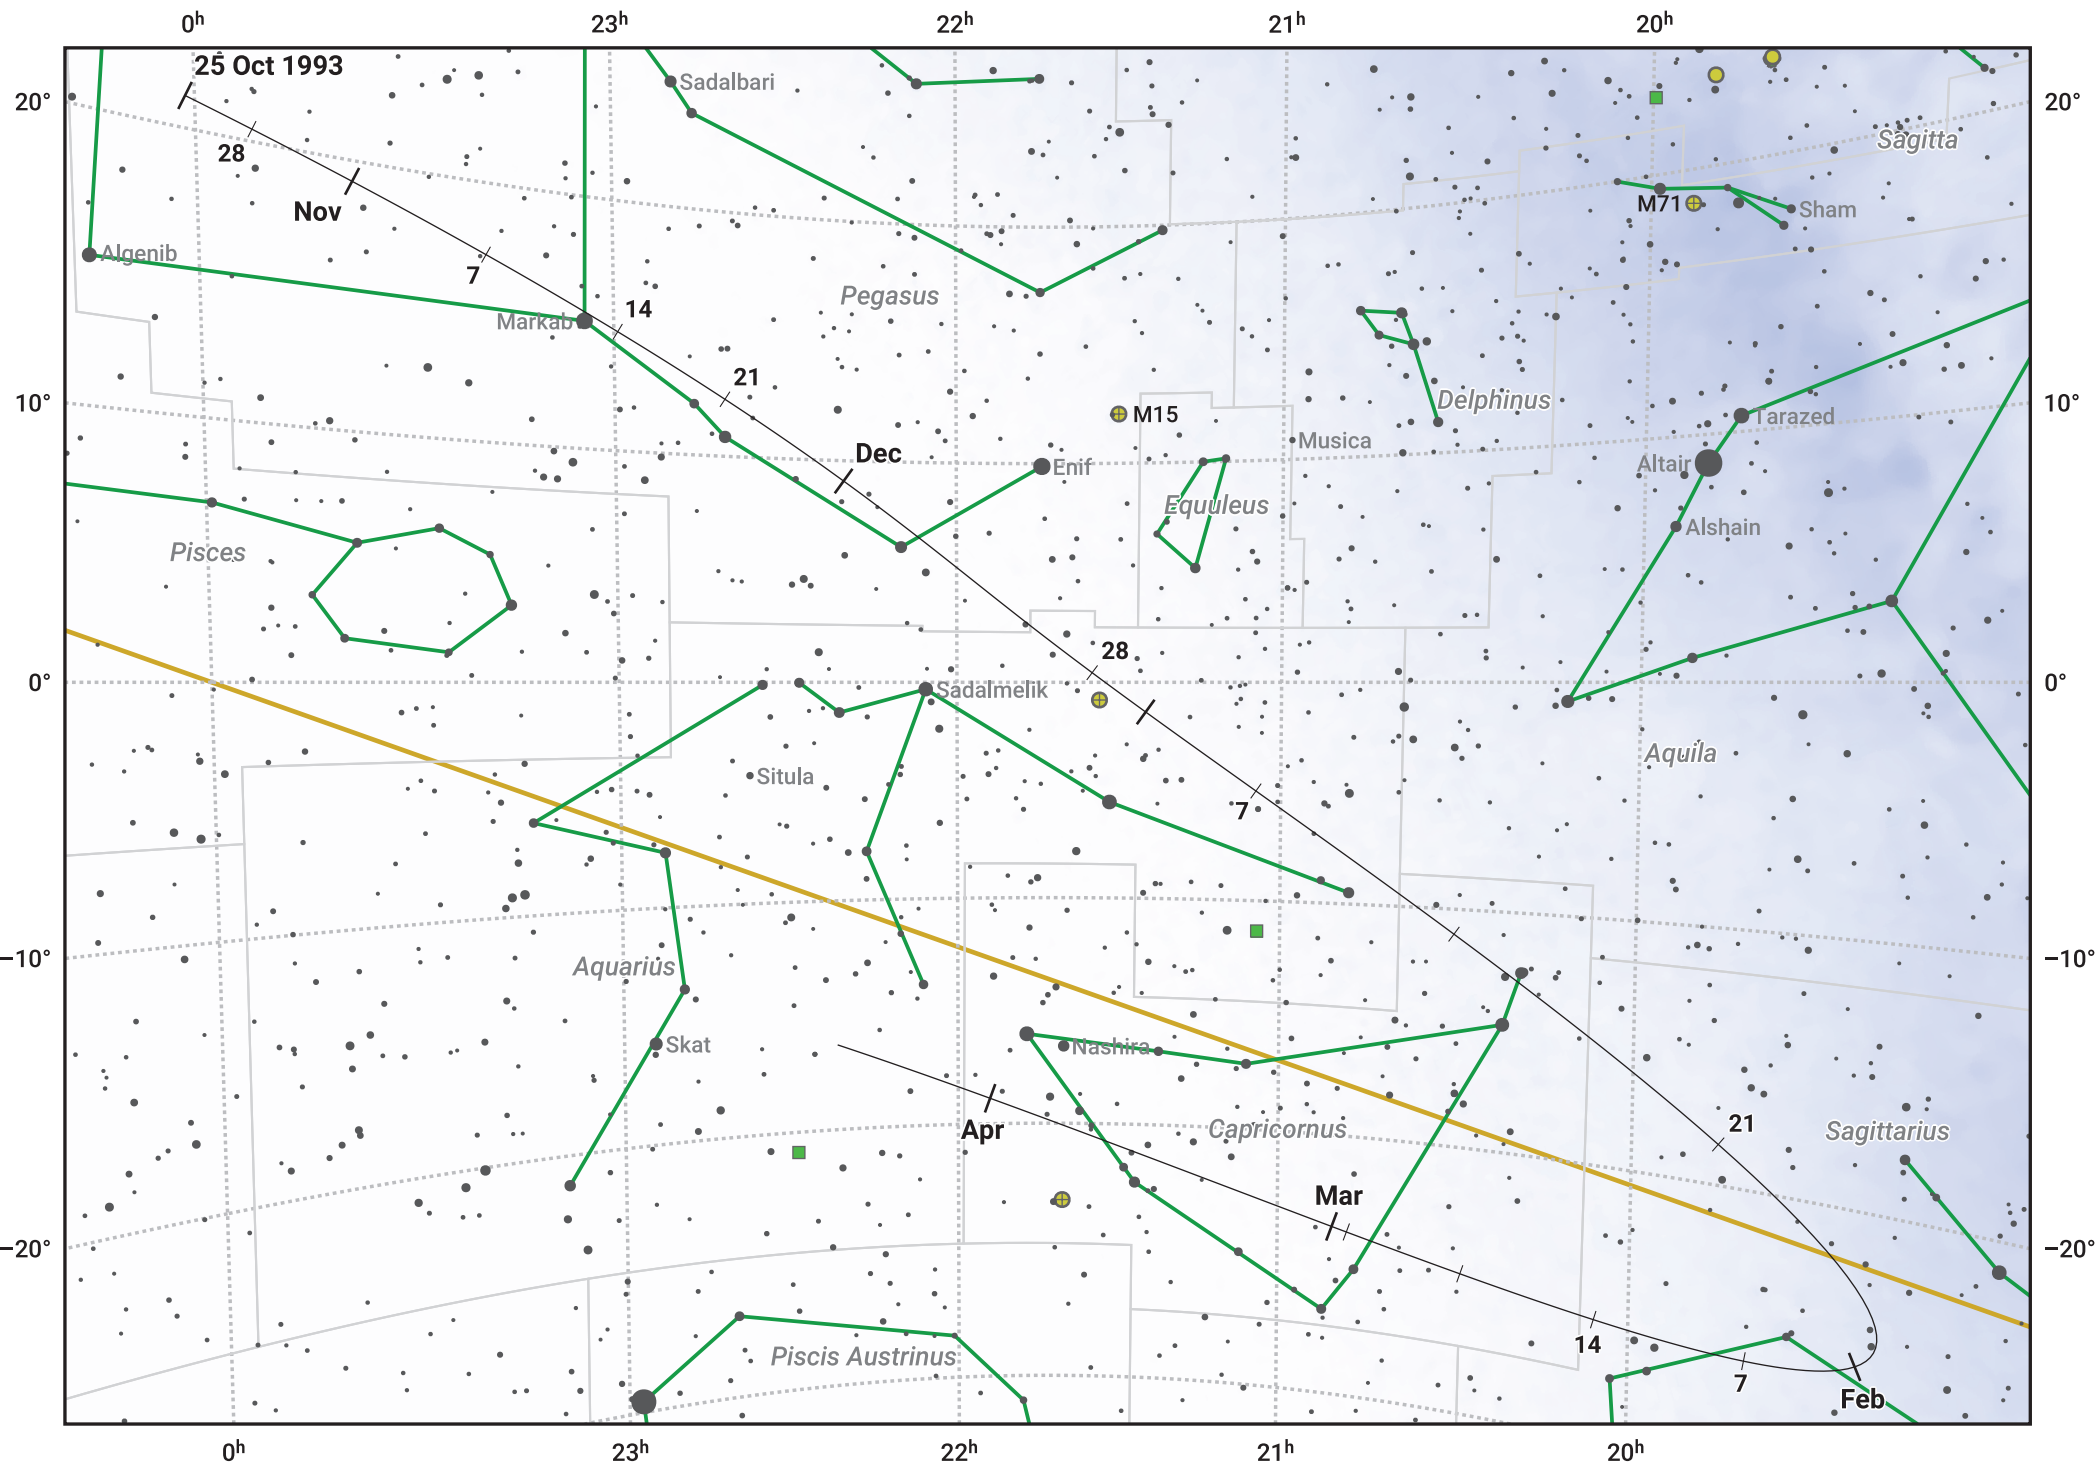 0ʰ 23ʰ 22ʰ 21ʰ 20ʰ
25 Oct 1993
Sadalbari
20° 20°
Sagitta
28
M71
Sham
Nov
Algenib
7
Pegasus
14
Markab
21
Delphinus
10° 10°
M15
Tarazed
Musica
Dec
Enif
Altair
Equuleus
Alshain
Pisces
28
0° 0°
Sadalmelik
Aquila
Situla
7
−10° −10°
Aquarius
Skat
Nashira
21
Apr
Capricornus
Sagittarius
Mar
−20° −20°
14
Piscis Austrinus
7
Feb
0ʰ 23ʰ 22ʰ 21ʰ 20ʰ